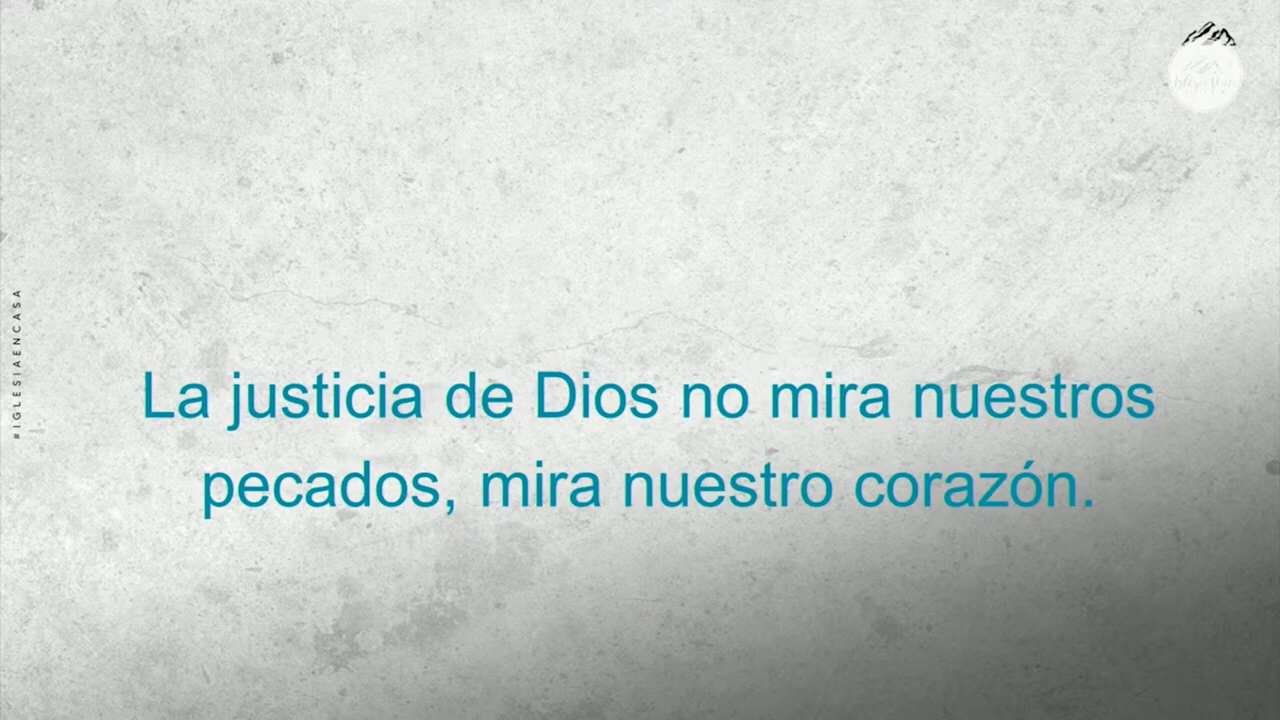 #IGLESIAENCASA
La justicia de Dios no mira nuestros
pecados, mira nuestro corazón.